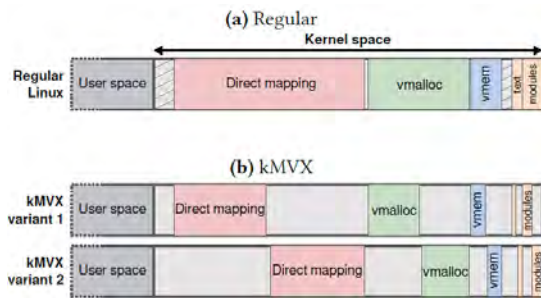 (a) Regular
Kernel space
Regular Linux
User space
Direct mapping
vmalloc
vmem
text
modules
(b) kMVX
kMVX variant 1
User space
Direct mapping
vmalloc
vmem
modules
kMVX variant 2
User space
Direct mapping
vmalloc
vmem
modules